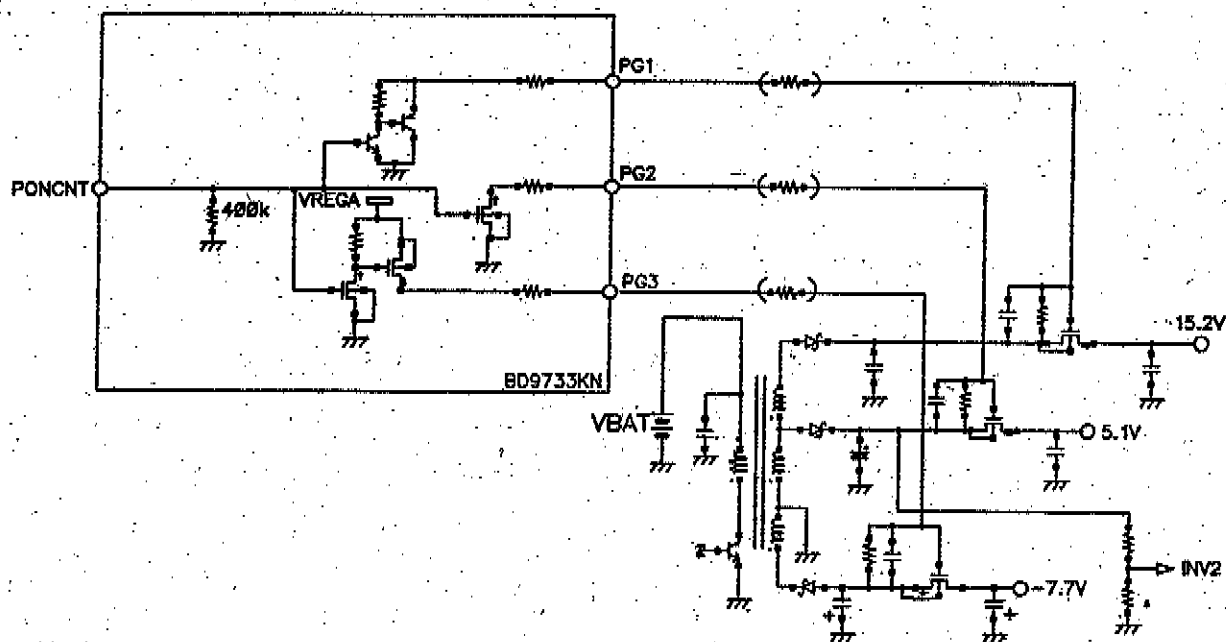 PG1
PONCNT
PG2
400k
VREGA
PG3
15.2V
BD9733KN
VBAT
5.1V
INV2
-7.7V